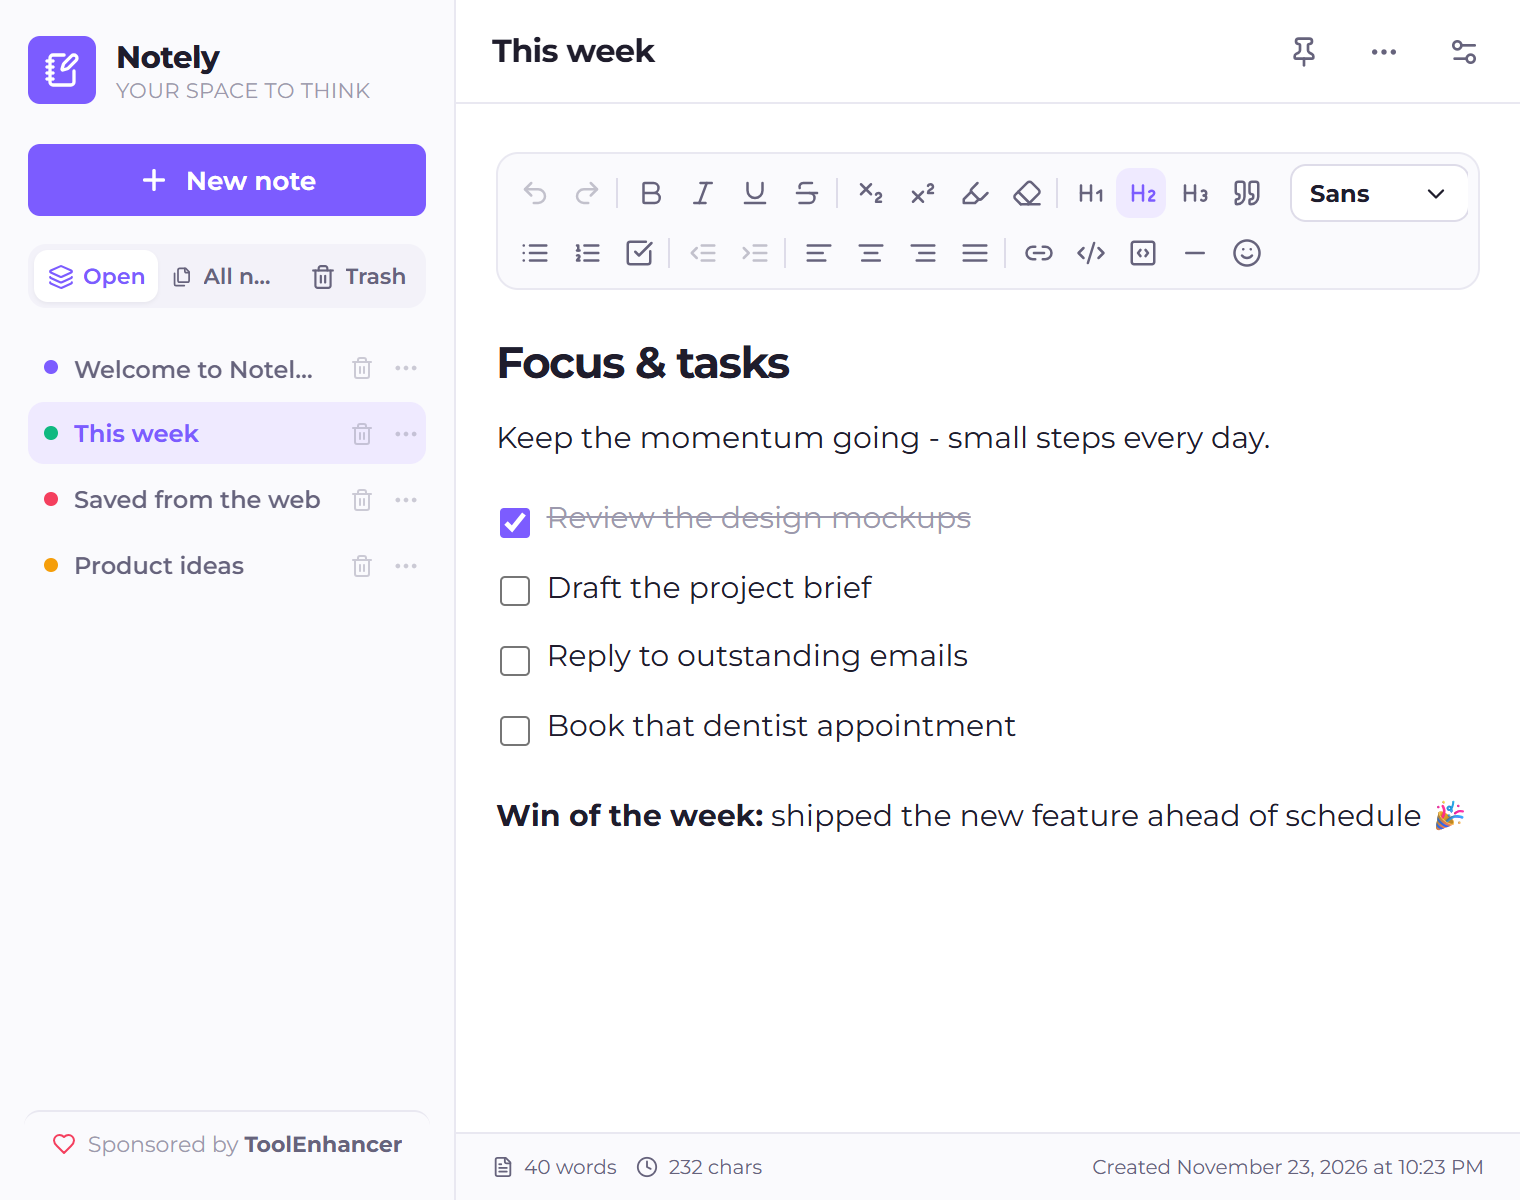 Notely
YOUR SPACE TO THINK
New note
Open
All n...
Trash
Welcome to Notel...
This week
Saved from the web
Product ideas
Sponsored by ToolEnhancer
This week
H1 H2 H3
Sans
Focus & tasks
Keep the momentum going - small steps every day.
Review the design mockups
Draft the project brief
Reply to outstanding emails
Book that dentist appointment
Win of the week: shipped the new feature ahead of schedule 🎉
40 words
232 chars
Created November 23, 2026 at 10:23 PM